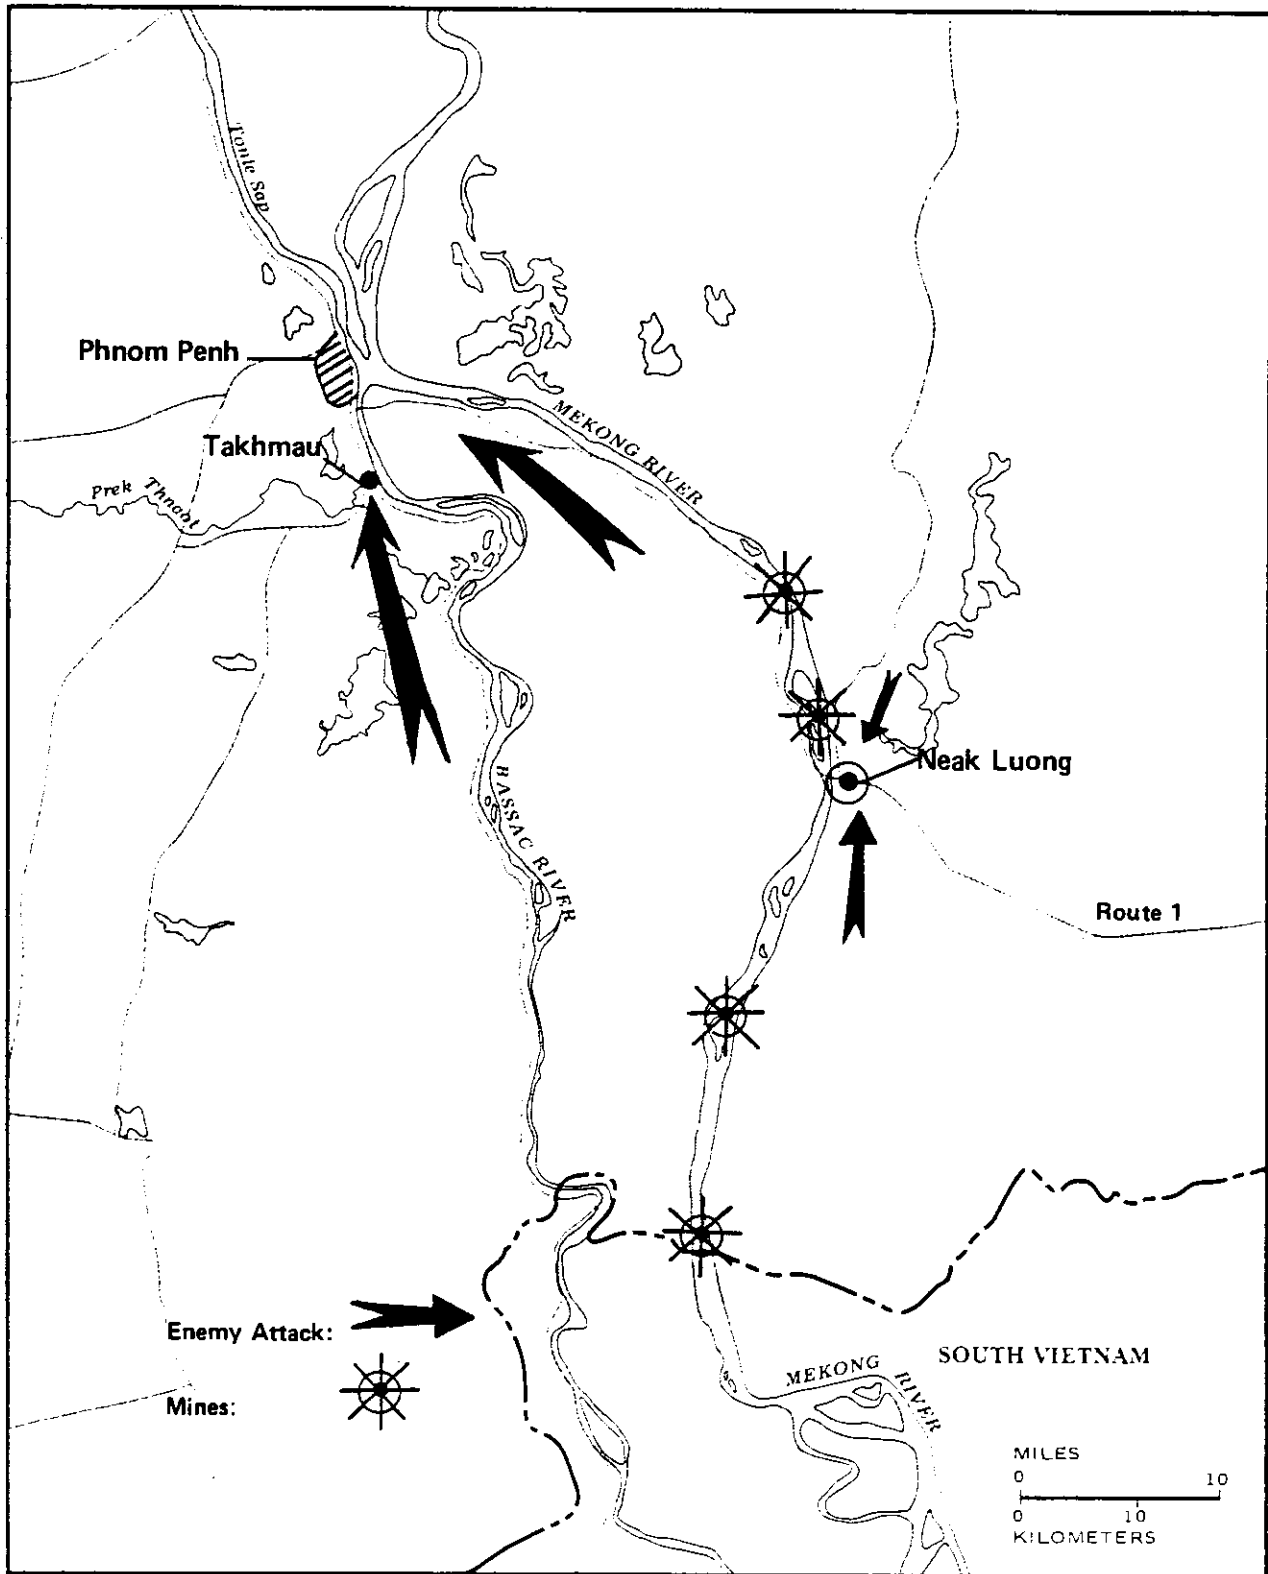 Tonle Sap
Phnom Penh
MEKONG RIVER
Takhmau
Prek Thnaot
Neak Luong
BASSAC RIVER
Route 1
Enemy Attack:
SOUTH VIETNAM
MEKONG RIVER
Mines:
MILES
0 10
0 10
KILOMETERS